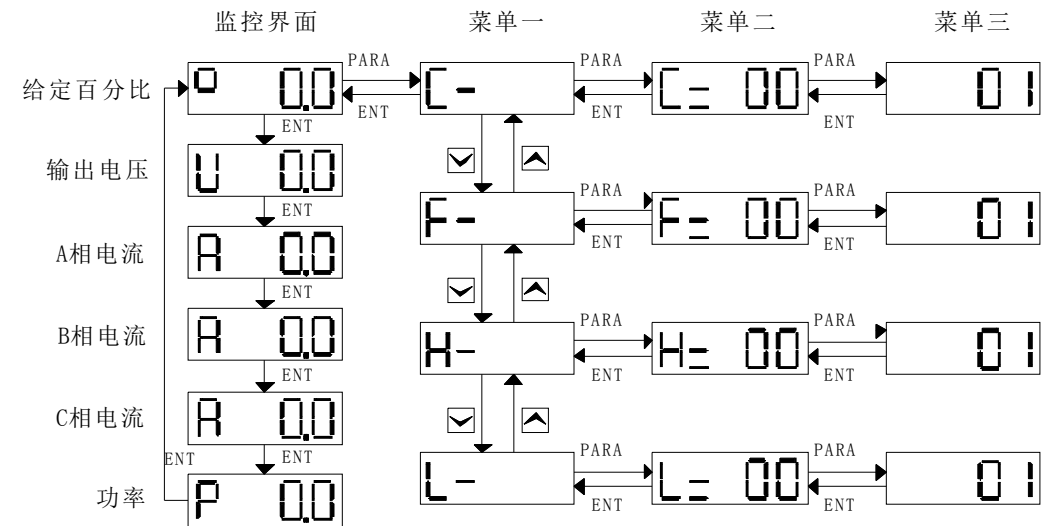 监控界面 菜单一 菜单二 菜单三
PARA PARA PARA
给定百分比 o 0.0 C- C= 00 01
ENT ENT ENT
ENT
输出电压 U 0.0
PARA PARA
ENT F- F= 00 01
A相电流 A 0.0 ENT ENT
ENT
B相电流 A 0.0 PARA PARA
H- H= 00 01
ENT ENT ENT
C相电流 A 0.0
ENT ENT PARA PARA
功率 P 0.0 L- L= 00 01
ENT ENT